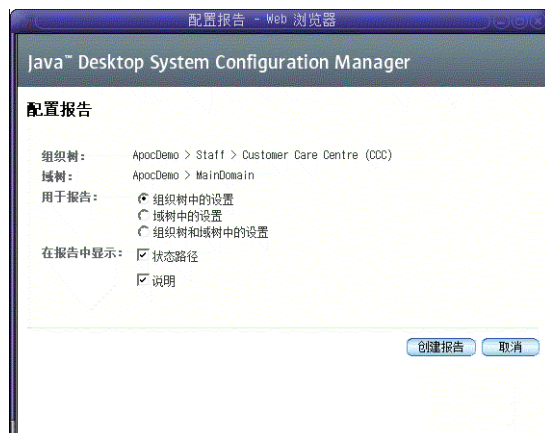 配置报告 - Web 浏览器
Java™ Desktop System Configuration Manager
配置报告
组织树： ApocDemo > Staff > Customer Care Centre (CCC)
域树： ApocDemo > MainDomain
用于报告： 组织树中的设置
域树中的设置
组织树和域树中的设置
在报告中显示： 状态路径
说明
创建报告 取消